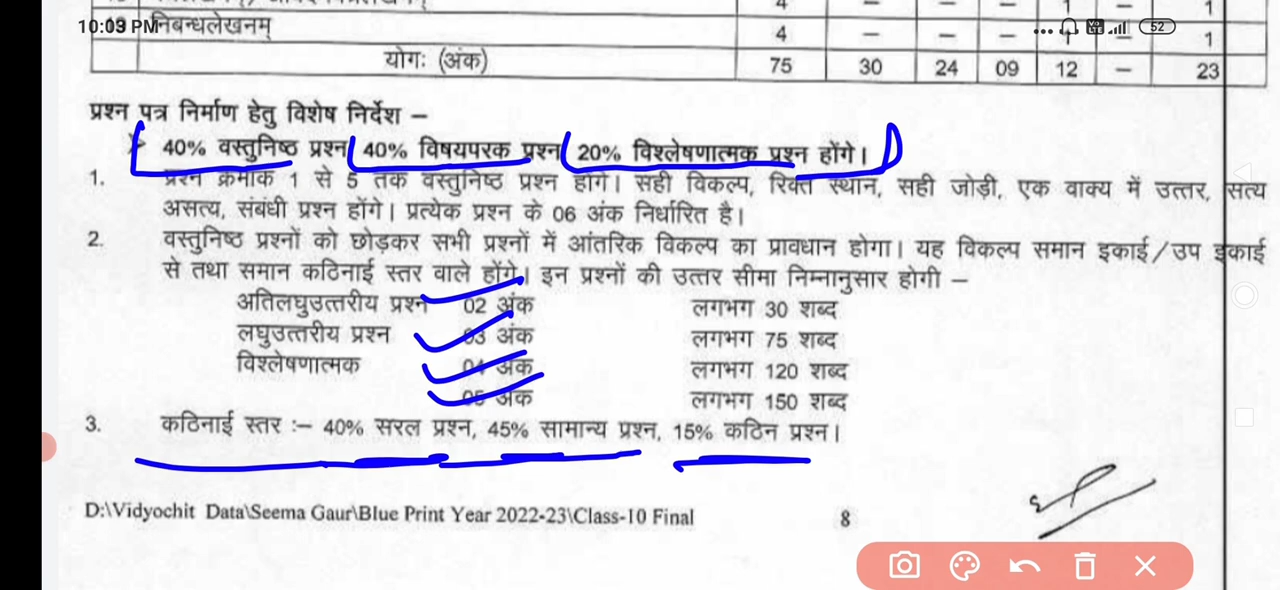 4 – – 1 – 1
10:09 PM निबन्धलेखनम् 4 – – – 1 – 1
52
योगः (अंक) 75 30 24 09 12 – 23
प्रश्न पत्र निर्माण हेतु विशेष निर्देश –
40% वस्तुनिष्ठ प्रश्न 40% विषयपरक प्रश्न 20% विश्लेषणात्मक प्रश्न होंगे।
1. प्रश्न क्रमांक 1 से 5 तक वस्तुनिष्ठ प्रश्न होंगे। सही विकल्प, रिक्त स्थान, सही जोड़ी, एक वाक्य में उत्तर, सत्य
असत्य, संबंधी प्रश्न होंगे। प्रत्येक प्रश्न के 06 अंक निर्धारित है।
2. वस्तुनिष्ठ प्रश्नों को छोड़कर सभी प्रश्नों में आंतरिक विकल्प का प्रावधान होगा। यह विकल्प समान इकाई/उप इकाई
से तथा समान कठिनाई स्तर वाले होंगे। इन प्रश्नों की उत्तर सीमा निम्नानुसार होगी –
अतिलघुउत्तरीय प्रश्न 02 अंक लगभग 30 शब्द
लघुउत्तरीय प्रश्न 03 अंक लगभग 75 शब्द
विश्लेषणात्मक 04 अंक लगभग 120 शब्द
05 अंक लगभग 150 शब्द
3. कठिनाई स्तर :– 40% सरल प्रश्न, 45% सामान्य प्रश्न, 15% कठिन प्रश्न।
D:\Vidyochit Data\Seema Gaur\Blue Print Year 2022-23\Class-10 Final 8